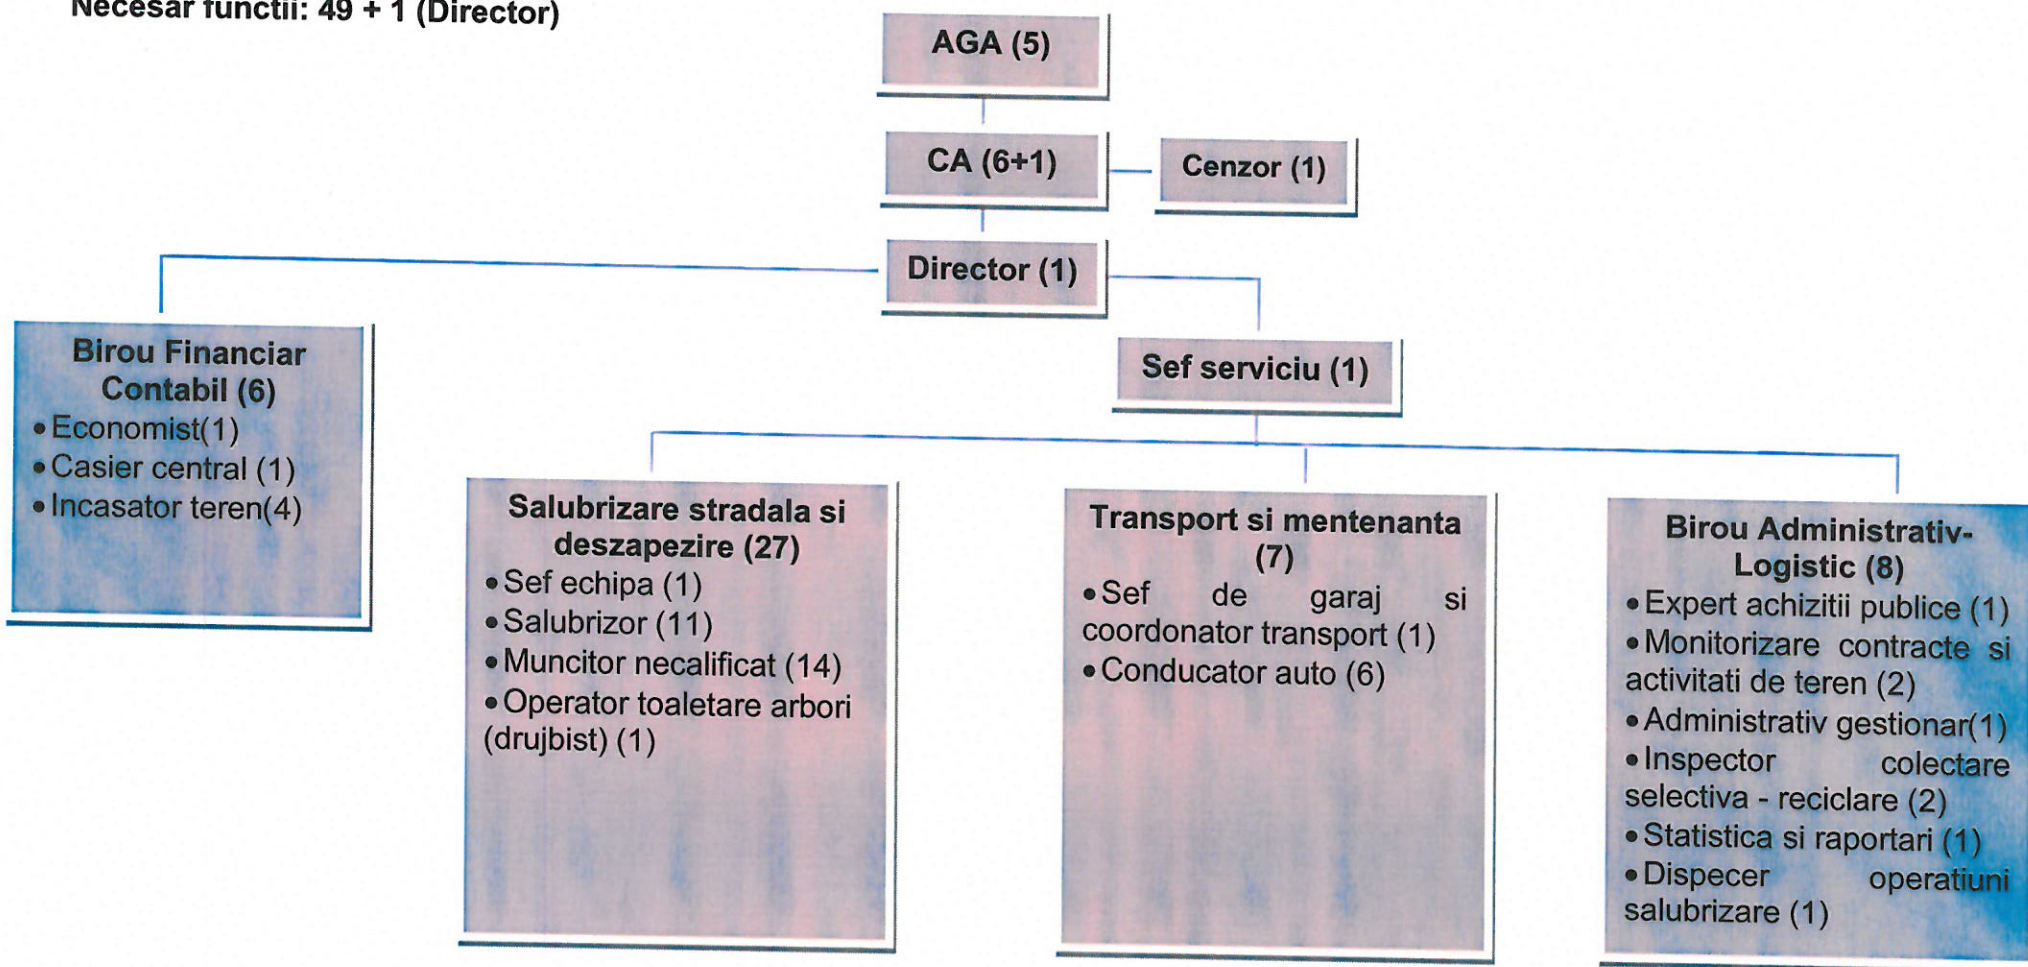 Necesar functii: 49 + 1 (Director)
AGA (5)
CA (6+1)
Cenzor (1)
Director (1)
Sef serviciu (1)
Birou Financiar
Contabil (6)
• Economist(1)
• Casier central (1)
• Incasator teren(4)
Salubrizare stradala si
deszapezire (27)
• Sef echipa (1)
• Salubrizor (11)
• Muncitor necalificat (14)
• Operator toaletare arbori
(drujbist) (1)
Transport si mentenanta
(7)
• Sef de garaj si
coordonator transport (1)
• Conducator auto (6)
Birou Administrativ-
Logistic (8)
• Expert achizitii publice (1)
• Monitorizare contracte si
activitati de teren (2)
• Administrativ gestionar(1)
• Inspector colectare
selectiva - reciclare (2)
• Statistica si raportari (1)
• Dispecer operatiuni
salubrizare (1)